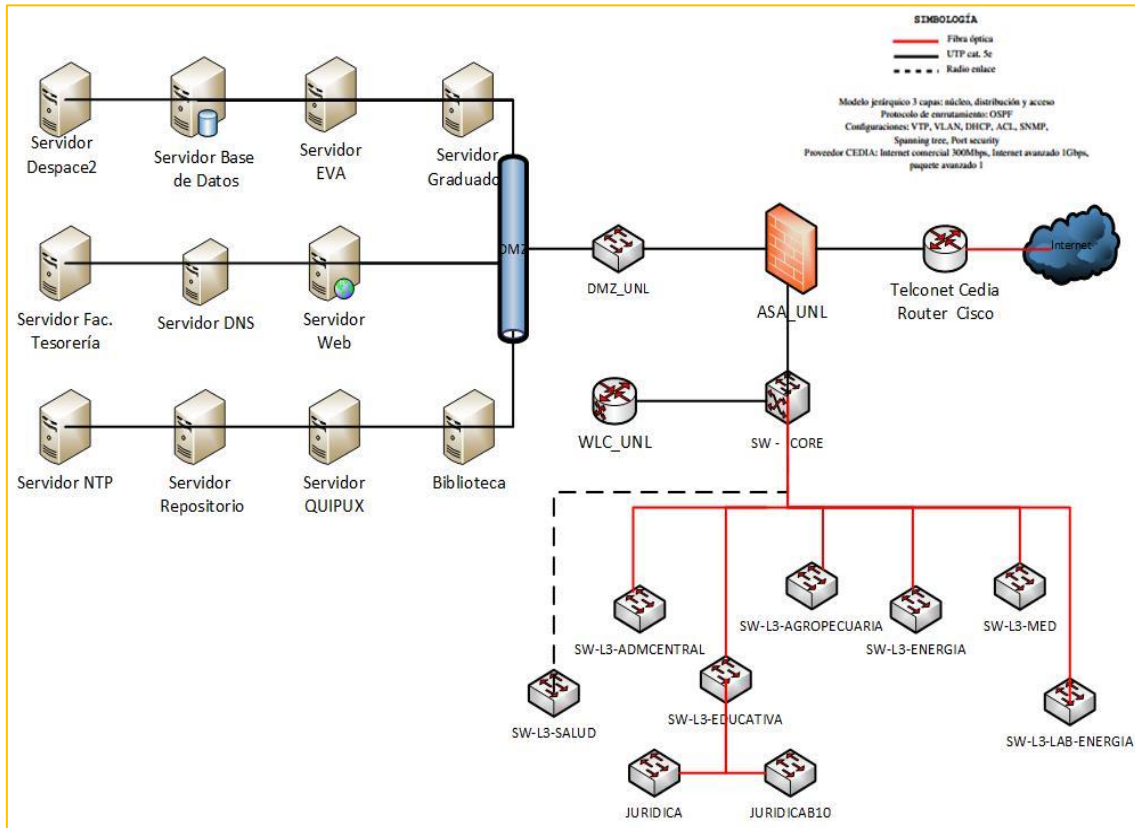 SIMBOLOGÍA
Fibra óptica
UTP cat. 5e
Radio enlace
Modelo jerárquico 3 capas: núcleo, distribución y acceso
Protocolo de enrutamiento: OSPF
Configuraciones: VTP, VLAN, DHCP, ACL, SNMP,
Spanning tree, Port security
Proveedor CEDIA: Internet comercial 300Mbps, Internet avanzado 1Gbps,
paquete avanzado 1
Servidor
Despace2
Servidor Base
de Datos
Servidor
EVA
Servidor
Graduado
DMZ
DMZ_UNL
ASA_UNL
Telconet Cedia
Router Cisco
Internet
Servidor Fac.
Tesorería
Servidor DNS
Servidor
Web
WLC_UNL
SW - CORE
Servidor NTP
Servidor
Repositorio
Servidor
QUIPUX
Biblioteca
SW-L3-ADMCENTRAL
SW-L3-AGROPECUARIA
SW-L3-ENERGIA
SW-L3-MED
SW-L3-SALUD
SW-L3-EDUCATIVA
SW-L3-LAB-ENERGIA
JURIDICA
JURIDICAB10